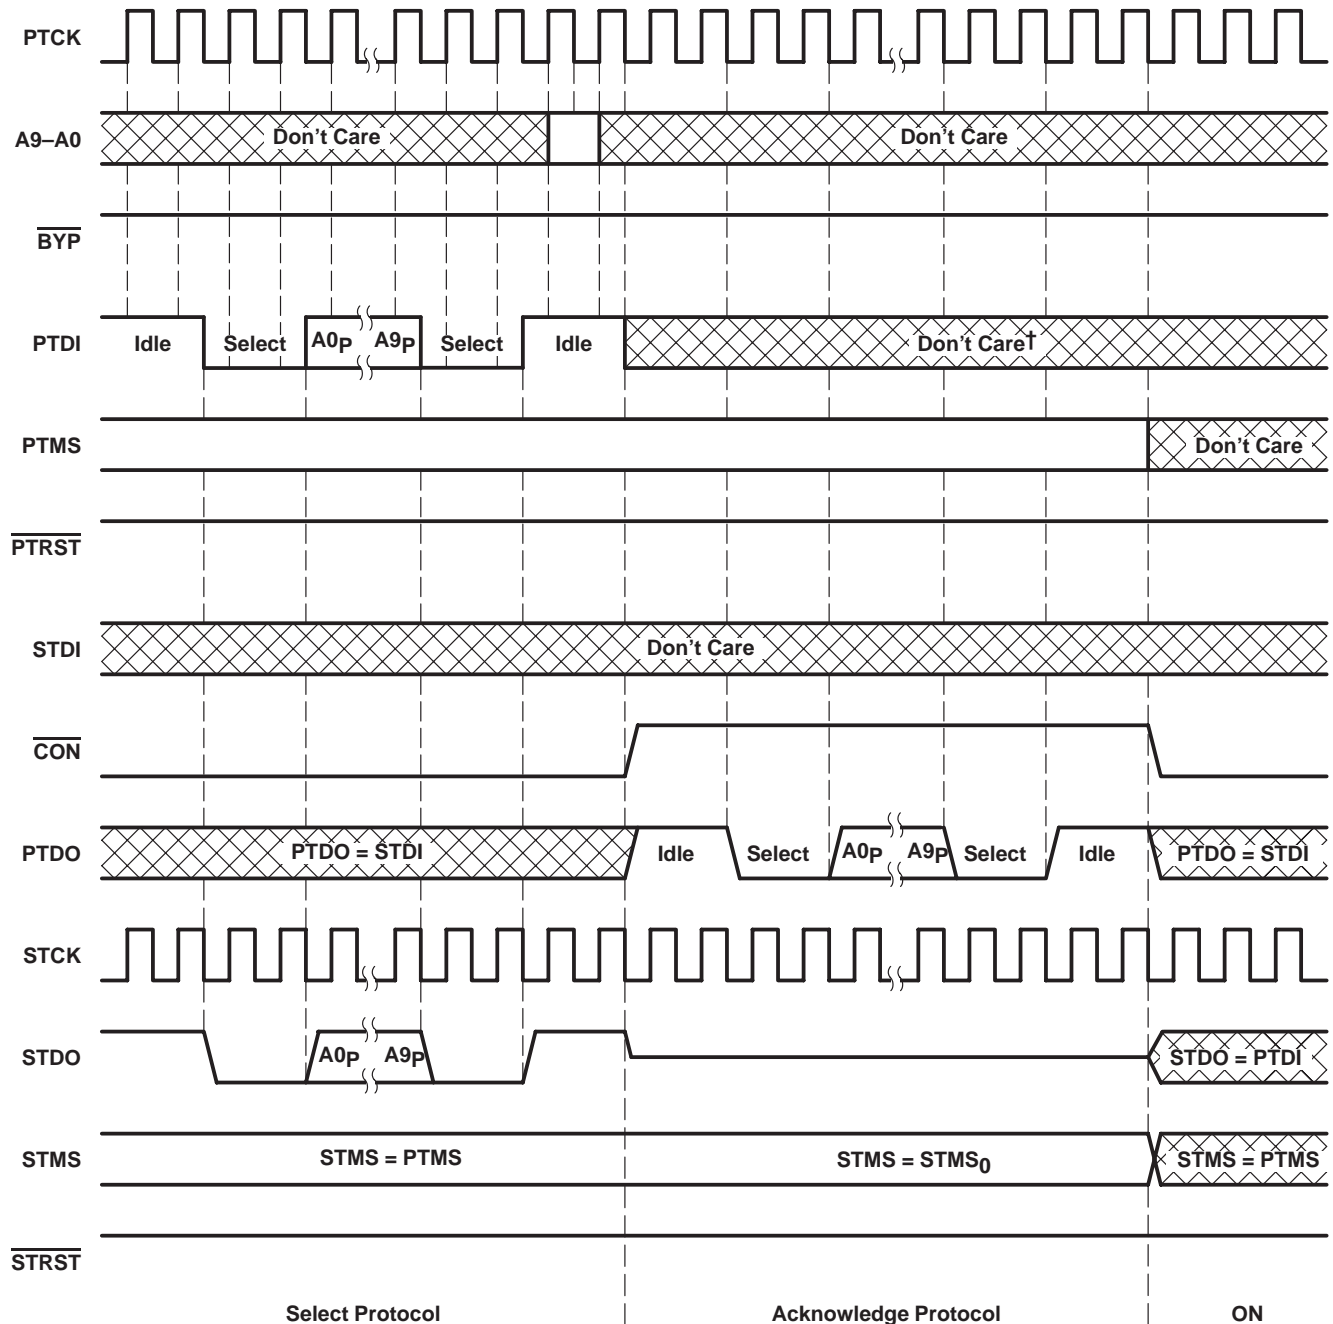 PTCK
A9–A0 Don't Care Don't Care
BYP
PTDI Idle Select A0P A9P Select Idle Don't Care†
PTMS Don't Care
PTRST
STDI Don't Care
CON
PTDO PTDO = STDI Idle Select A0P A9P Select Idle PTDO = STDI
STCK
STDO A0P A9P STDO = PTDI
STMS STMS = PTMS STMS = STMS0 STMS = PTMS
STRST
Select Protocol Acknowledge Protocol ON